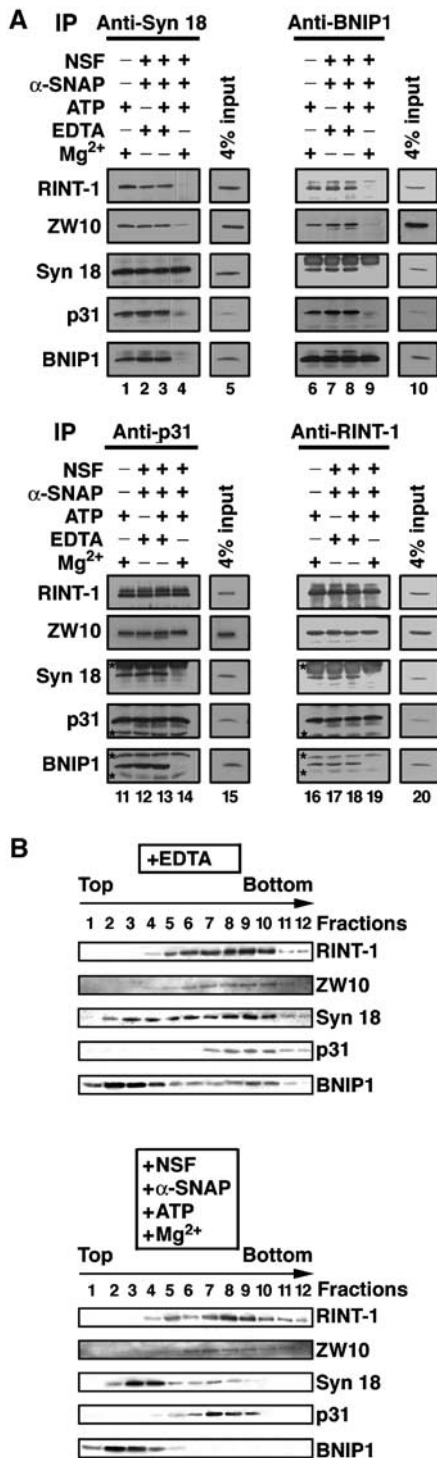 A
IP Anti-Syn 18 Anti-BNIP1
NSF – + + + – + + +
α-SNAP – + + + – + + +
ATP + – + + + – + +
EDTA – + + – – + + –
Mg2+ + – – + + – – +
4% input 4% input
RINT-1
ZW10
Syn 18
p31
BNIP1
1 2 3 4 5 6 7 8 9 10
IP Anti-p31 Anti-RINT-1
NSF – + + + – + + +
α-SNAP – + + + – + + +
ATP + – + + + – + +
EDTA – + + – – + + –
Mg2+ + – – + + – – +
4% input 4% input
RINT-1
ZW10
Syn 18 * *
p31 * *
BNIP1 * * * *
11 12 13 14 15 16 17 18 19 20
B
+EDTA
Top Bottom
1 2 3 4 5 6 7 8 9 10 11 12 Fractions
RINT-1
ZW10
Syn 18
p31
BNIP1
+NSF
+α-SNAP
+ATP
+Mg2+
Top Bottom
1 2 3 4 5 6 7 8 9 10 11 12 Fractions
RINT-1
ZW10
Syn 18
p31
BNIP1